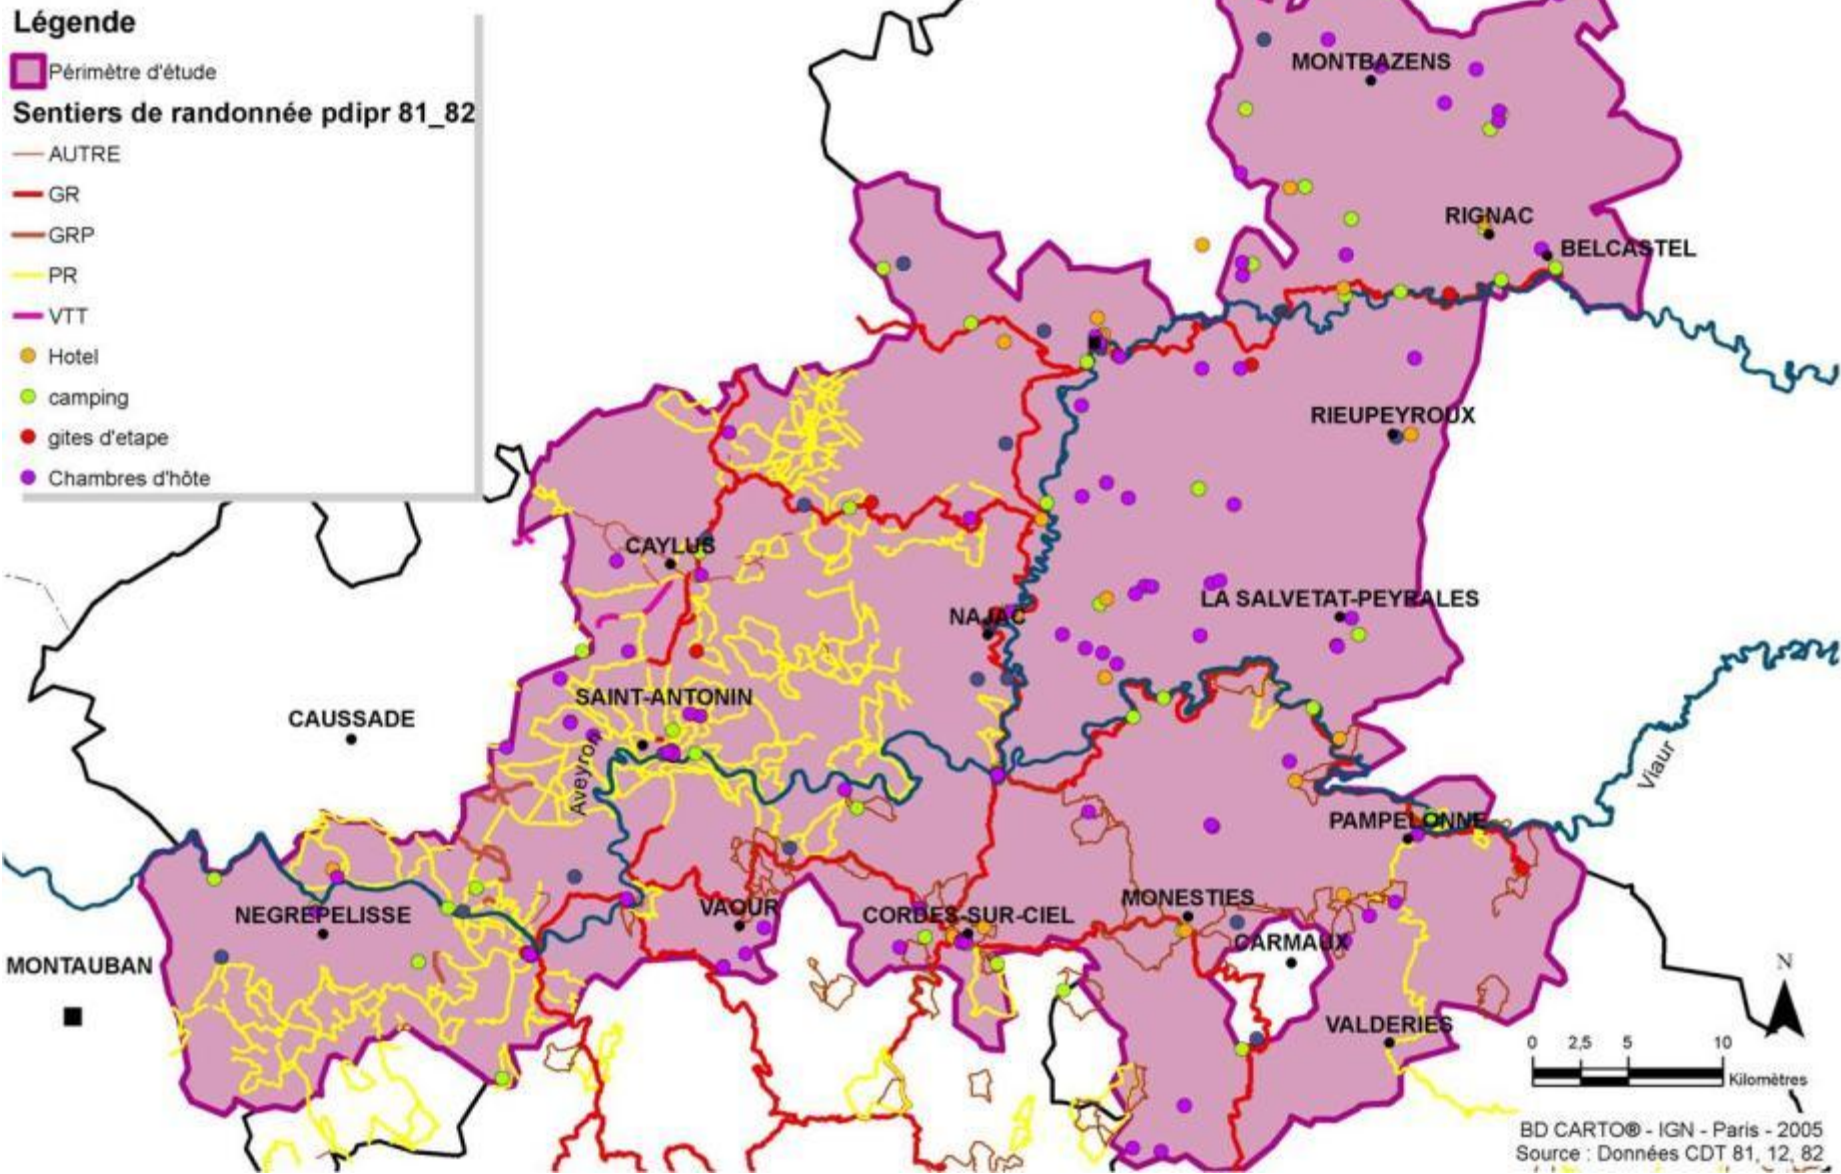 Légende
Périmètre d'étude
Sentiers de randonnée pdipr 81_82
AUTRE
GR
GRP
PR
VTT
Hotel
camping
gites d'etape
Chambres d'hôte
MONTBAZENS
RIGNAC
BELCASTEL
RIEUPEYROUX
CAYLUS
LA SALVETAT-PEYRALES
NAJAC
SAINT-ANTONIN
CAUSSADE
Aveyron
Viaur
PAMPELONNE
NEGREPELISSE
VAOUR
CORDES-SUR-CIEL
MONESTIES
CARMAUX
MONTAUBAN
N
VALDERIES
0 2,5 5 10
Kilomètres
BD CARTO® - IGN - Paris - 2005
Source : Données CDT 81, 12, 82